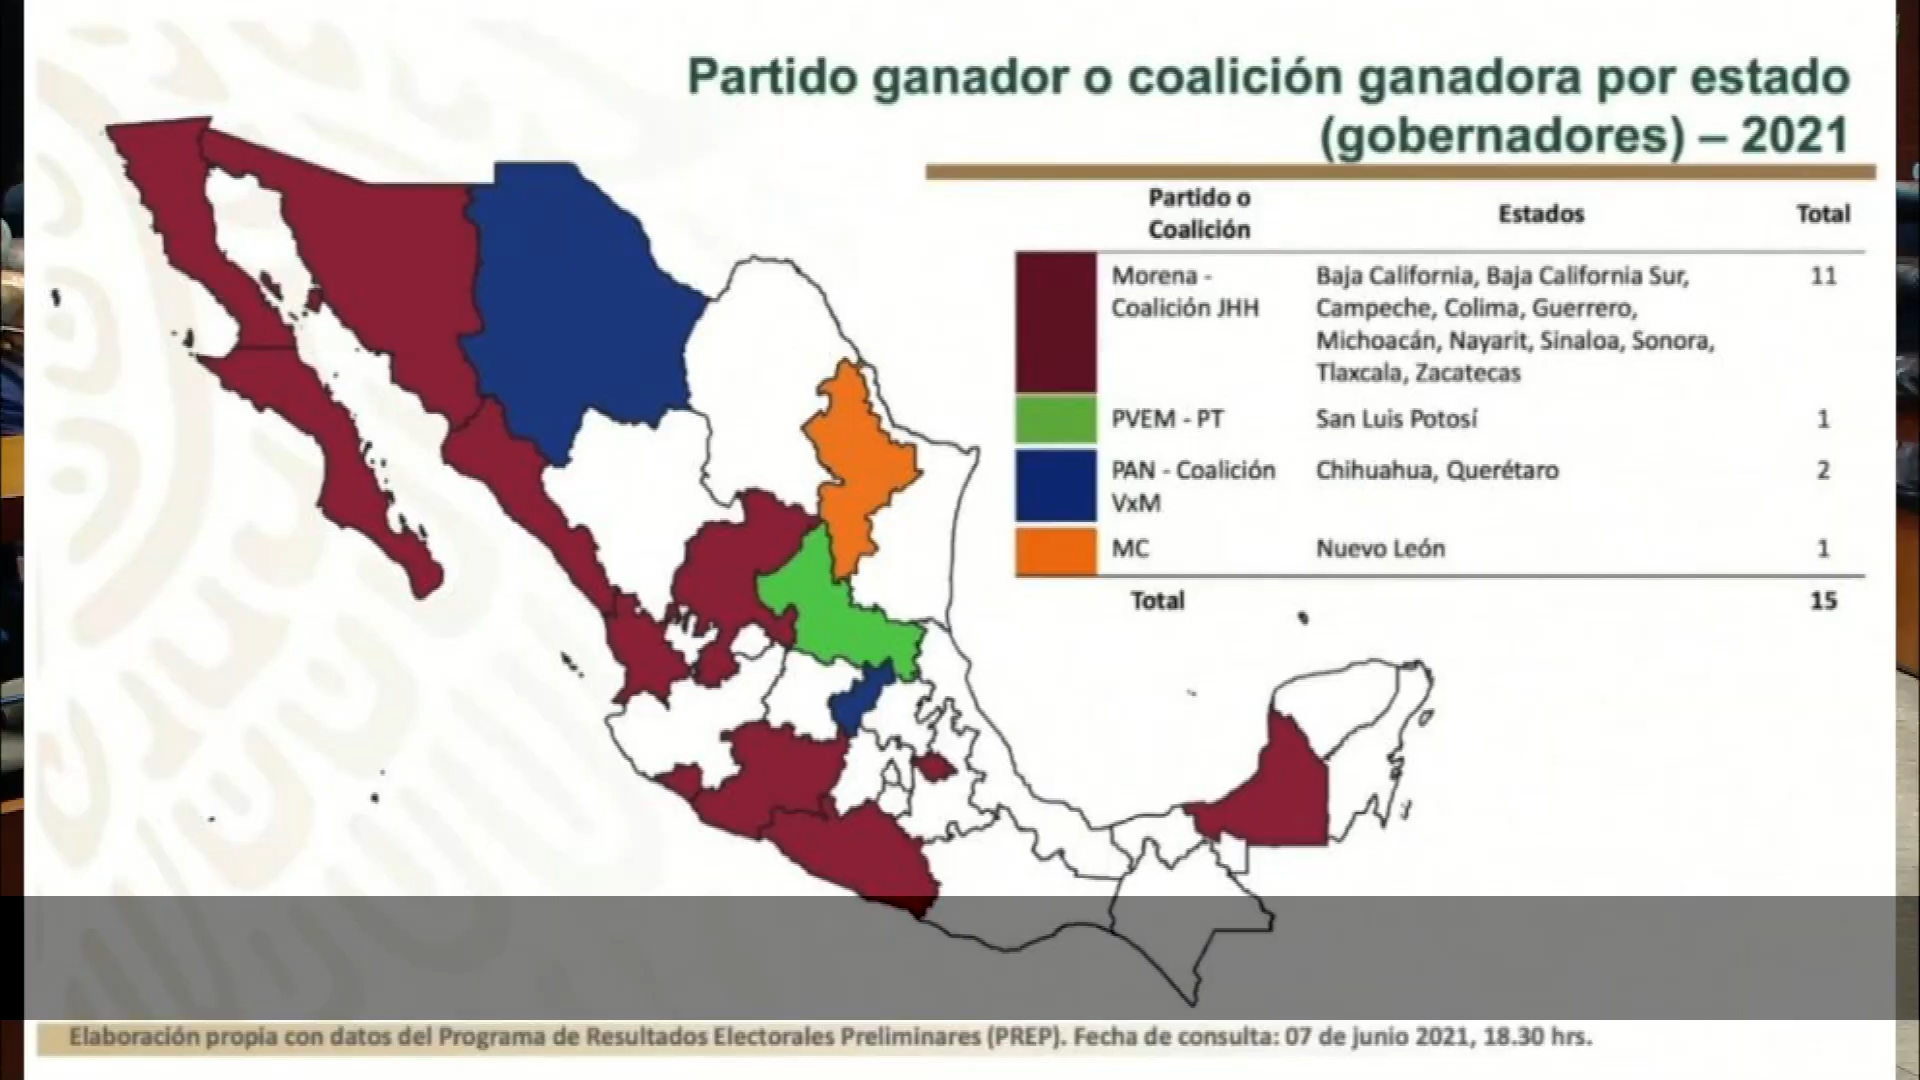 Partido ganador o coalición ganadora por estado
(gobernadores) – 2021
Partido o
Coalición
Estados
Total
Morena -
Coalición JHH
Baja California, Baja California Sur,
Campeche, Colima, Guerrero,
Michoacán, Nayarit, Sinaloa, Sonora,
Tlaxcala, Zacatecas
11
PVEM - PT
San Luis Potosí
1
PAN - Coalición
VxM
Chihuahua, Querétaro
2
MC
Nuevo León
1
Total
15
Elaboración propia con datos del Programa de Resultados Electorales Preliminares (PREP). Fecha de consulta: 07 de junio 2021, 18.30 hrs.